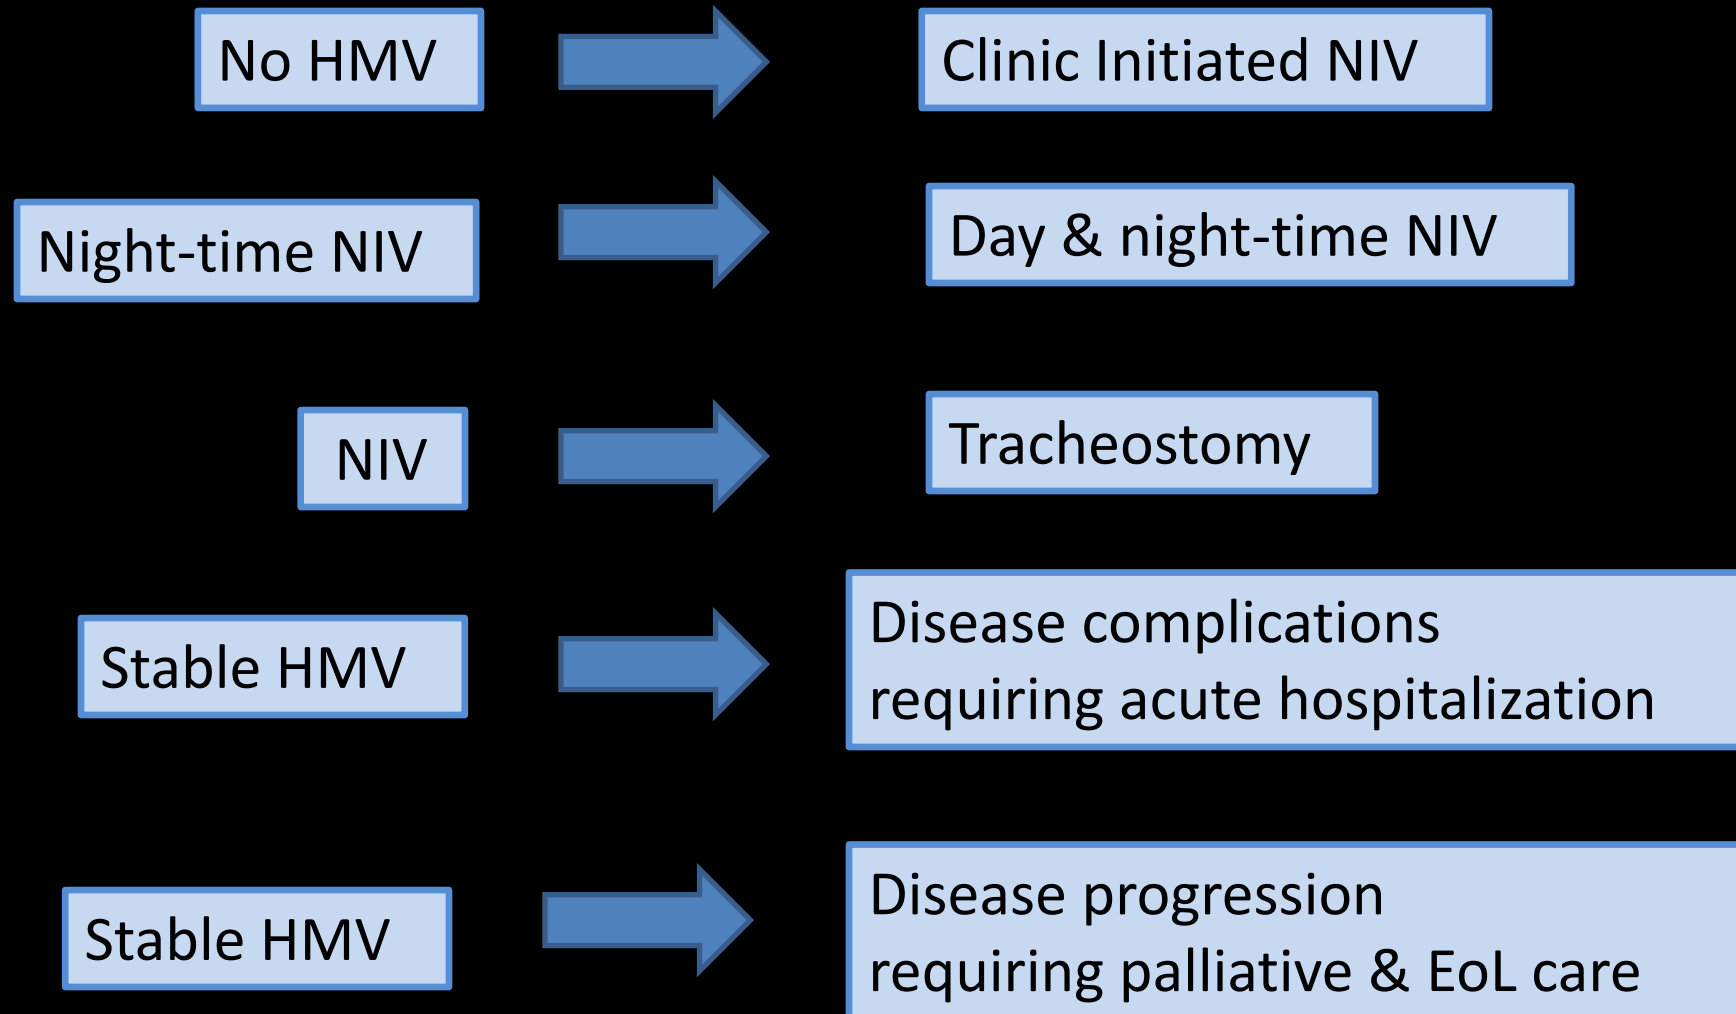 No HMV
Clinic Initiated NIV
Night-time NIV
Day & night-time NIV
NIV
Tracheostomy
Stable HMV
Disease complications
requiring acute hospitalization
Stable HMV
Disease progression
requiring palliative & EoL care